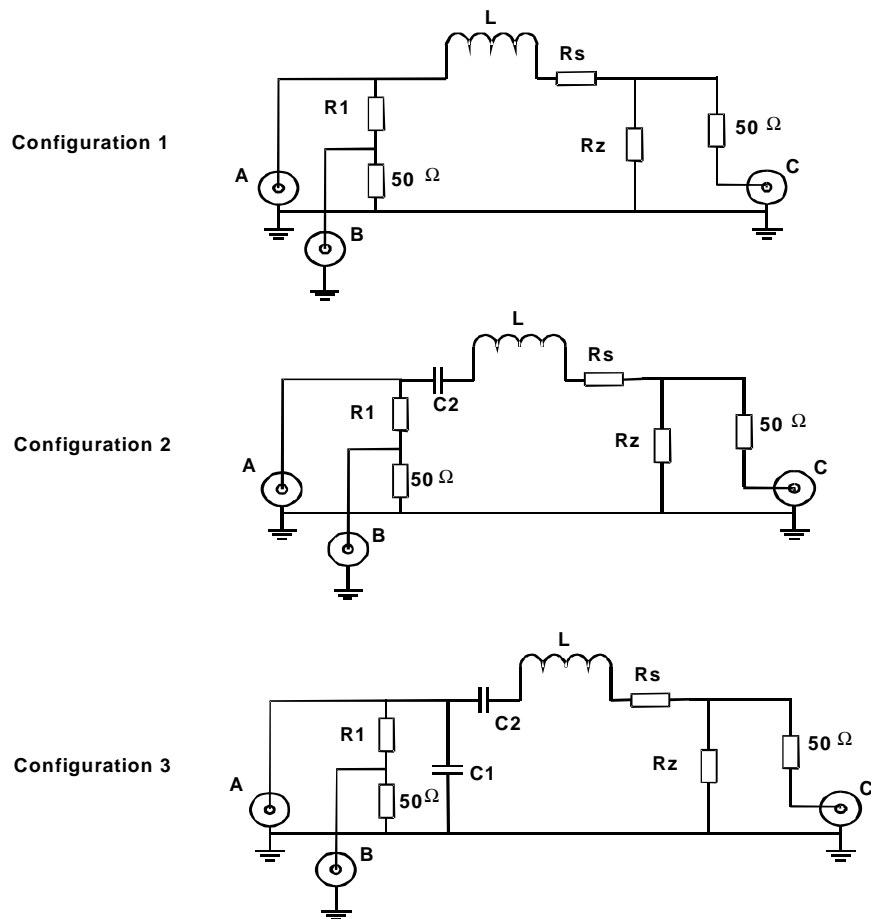 L
Rs
R1
50 Ω
Configuration 1
Rz
A
50 Ω
C
B
L
Rs
C2
R1
50 Ω
Configuration 2
Rz
A
50 Ω
C
B
L
Rs
C2
R1
50 Ω
Configuration 3
C1
Rz
A
50Ω
C
B